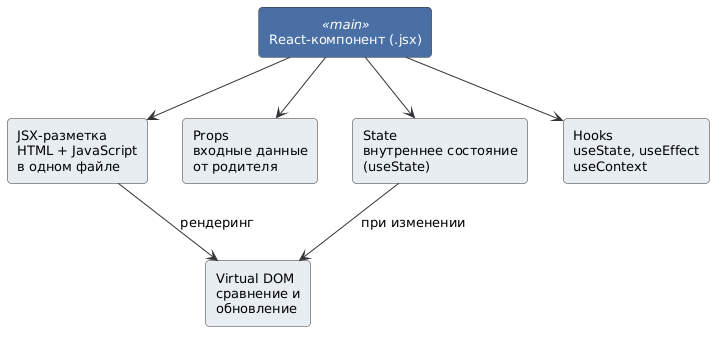 «main»
React-компонент (.jsx)
JSX-разметка
HTML + JavaScript
в одном файле
Props
входные данные
от родителя
State
внутреннее состояние
(useState)
Hooks
useState, useEffect
useContext
рендеринг
при изменении
Virtual DOM
сравнение и
обновление